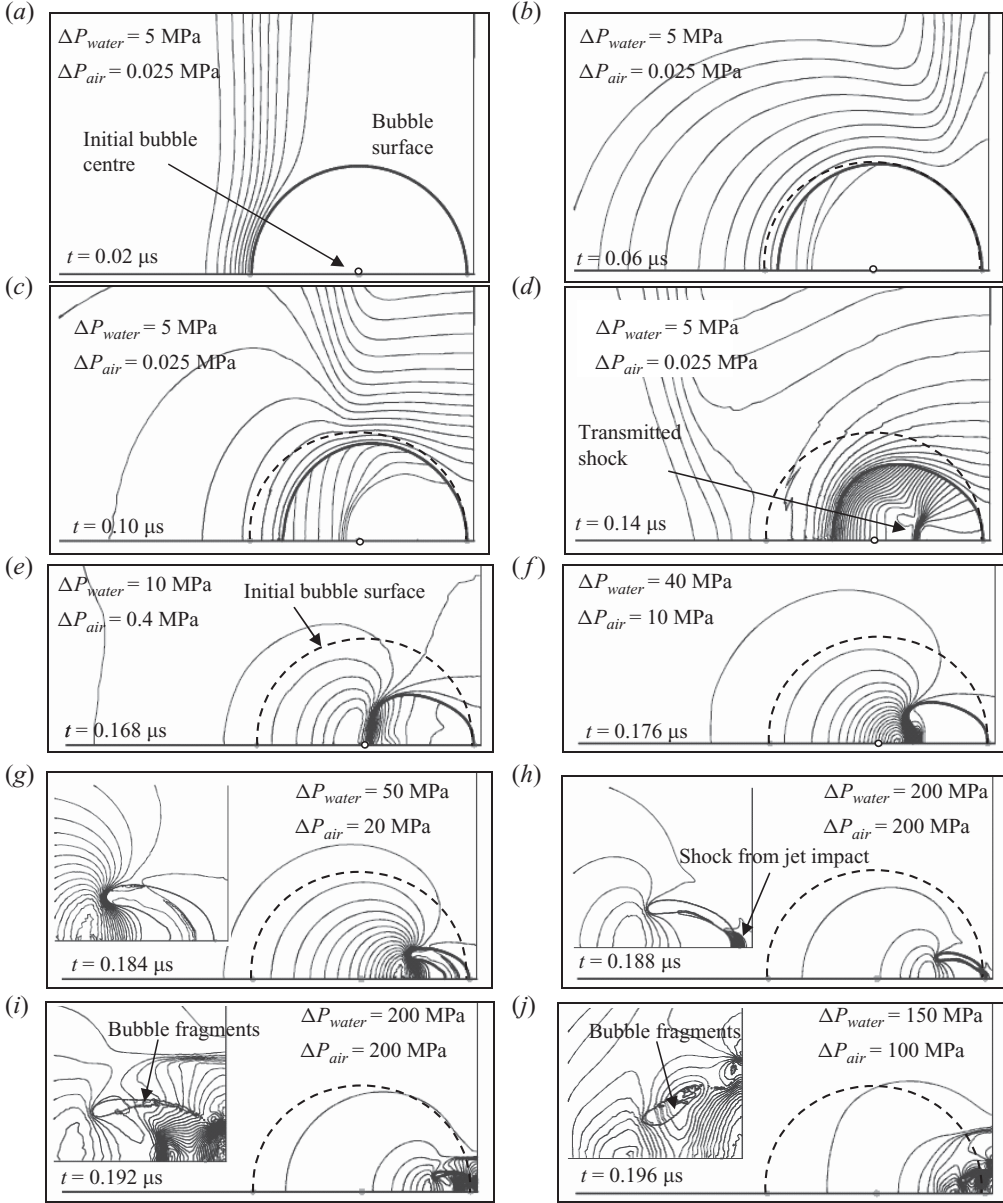 (a)
ΔP_water = 5 MPa
ΔP_air = 0.025 MPa
Initial bubble
centre
Bubble
surface
t = 0.02 μs
(b)
ΔP_water = 5 MPa
ΔP_air = 0.025 MPa
t = 0.06 μs
(c)
ΔP_water = 5 MPa
ΔP_air = 0.025 MPa
t = 0.10 μs
(d)
ΔP_water = 5 MPa
ΔP_air = 0.025 MPa
Transmitted
shock
t = 0.14 μs
(e)
ΔP_water = 10 MPa
ΔP_air = 0.4 MPa
Initial bubble surface
t = 0.168 μs
(f)
ΔP_water = 40 MPa
ΔP_air = 10 MPa
t = 0.176 μs
(g)
ΔP_water = 50 MPa
ΔP_air = 20 MPa
t = 0.184 μs
(h)
ΔP_water = 200 MPa
ΔP_air = 200 MPa
Shock from jet impact
t = 0.188 μs
(i)
Bubble fragments
ΔP_water = 200 MPa
ΔP_air = 200 MPa
t = 0.192 μs
(j)
Bubble fragments
ΔP_water = 150 MPa
ΔP_air = 100 MPa
t = 0.196 μs